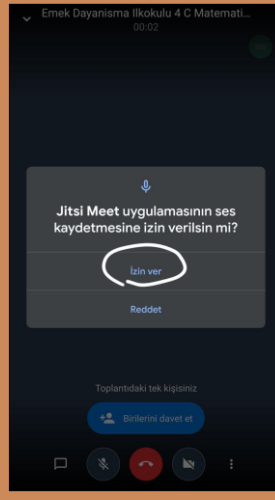 Emek Dayanisma Ilkokulu 4 C Matemati...
00:02
Jitsi Meet uygulamasının ses
kaydetmesine izin verilsin mi?
İzin ver
Reddet
Toplantıdaki tek kişisiniz
Birilerini davet et